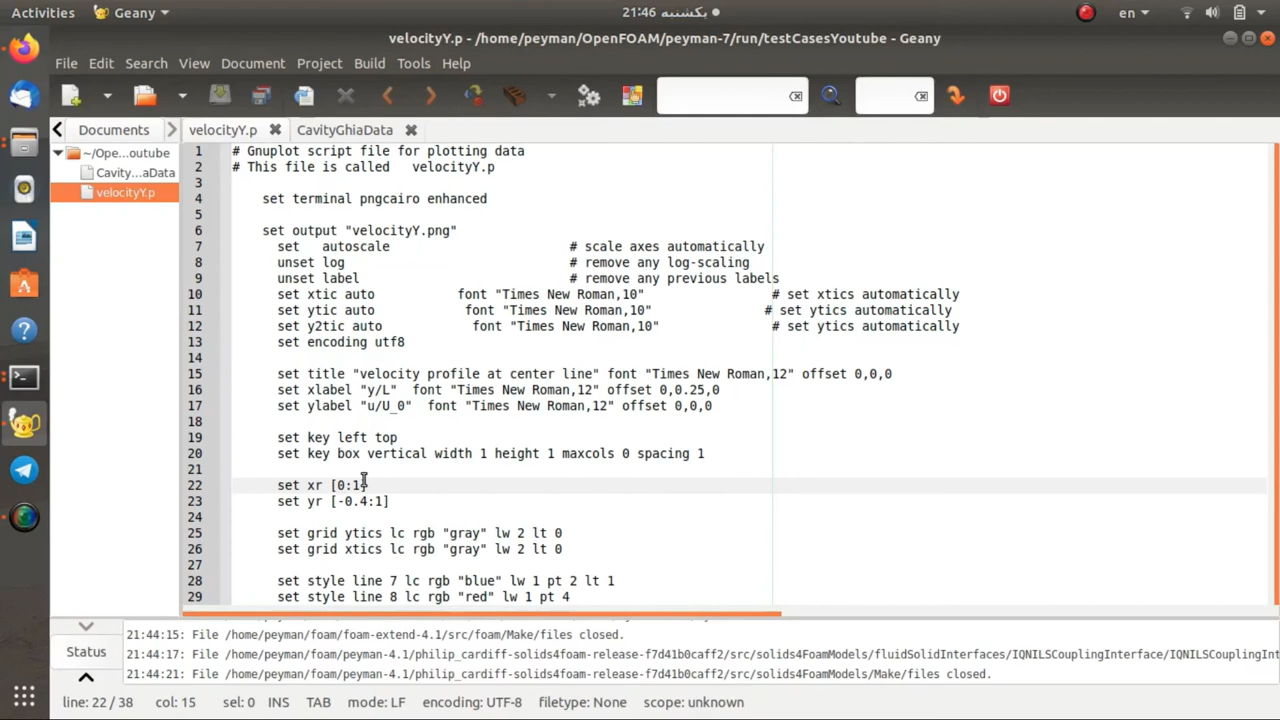 Activities Geany یکشنبه 21:46 en
velocityY.p - /home/peyman/OpenFOAM/peyman-7/run/testCasesYoutube - Geany
File Edit Search View Document Project Build Tools Help
Documents velocityY.p CavityGhiaData
~/Ope...outube
Cavity...aData
velocityY.p
1 # Gnuplot script file for plotting data
2 # This file is called velocityY.p
3
4 set terminal pngcairo enhanced
5
6 set output "velocityY.png"
7 set autoscale # scale axes automatically
8 unset log # remove any log-scaling
9 unset label # remove any previous labels
10 set xtic auto font "Times New Roman,10" # set xtics automatically
11 set ytic auto font "Times New Roman,10" # set ytics automatically
12 set y2tic auto font "Times New Roman,10" # set ytics automatically
13 set encoding utf8
14
15 set title "velocity profile at center line" font "Times New Roman,12" offset 0,0,0
16 set xlabel "y/L" font "Times New Roman,12" offset 0,0.25,0
17 set ylabel "u/U_0" font "Times New Roman,12" offset 0,0,0
18
19 set key left top
20 set key box vertical width 1 height 1 maxcols 0 spacing 1
21
22 set xr [0:1]
23 set yr [-0.4:1]
24
25 set grid ytics lc rgb "gray" lw 2 lt 0
26 set grid xtics lc rgb "gray" lw 2 lt 0
27
28 set style line 7 lc rgb "blue" lw 1 pt 2 lt 1
29 set style line 8 lc rgb "red" lw 1 pt 4
Status
21:44:15: File /home/peyman/foam/foam-extend-4.1/src/foam/Make/files closed.
21:44:17: File /home/peyman/foam/peyman-4.1/philip_cardiff-solids4foam-release-f7d41b0caff2/src/solids4FoamModels/fluidSolidInterfaces/IQNILSCouplingInterface/IQNILSCouplingInt
21:44:21: File /home/peyman/foam/peyman-4.1/philip_cardiff-solids4foam-release-f7d41b0caff2/src/solids4FoamModels/Make/files closed.
line: 22 / 38 col: 15 sel: 0 INS TAB mode: LF encoding: UTF-8 filetype: None scope: unknown